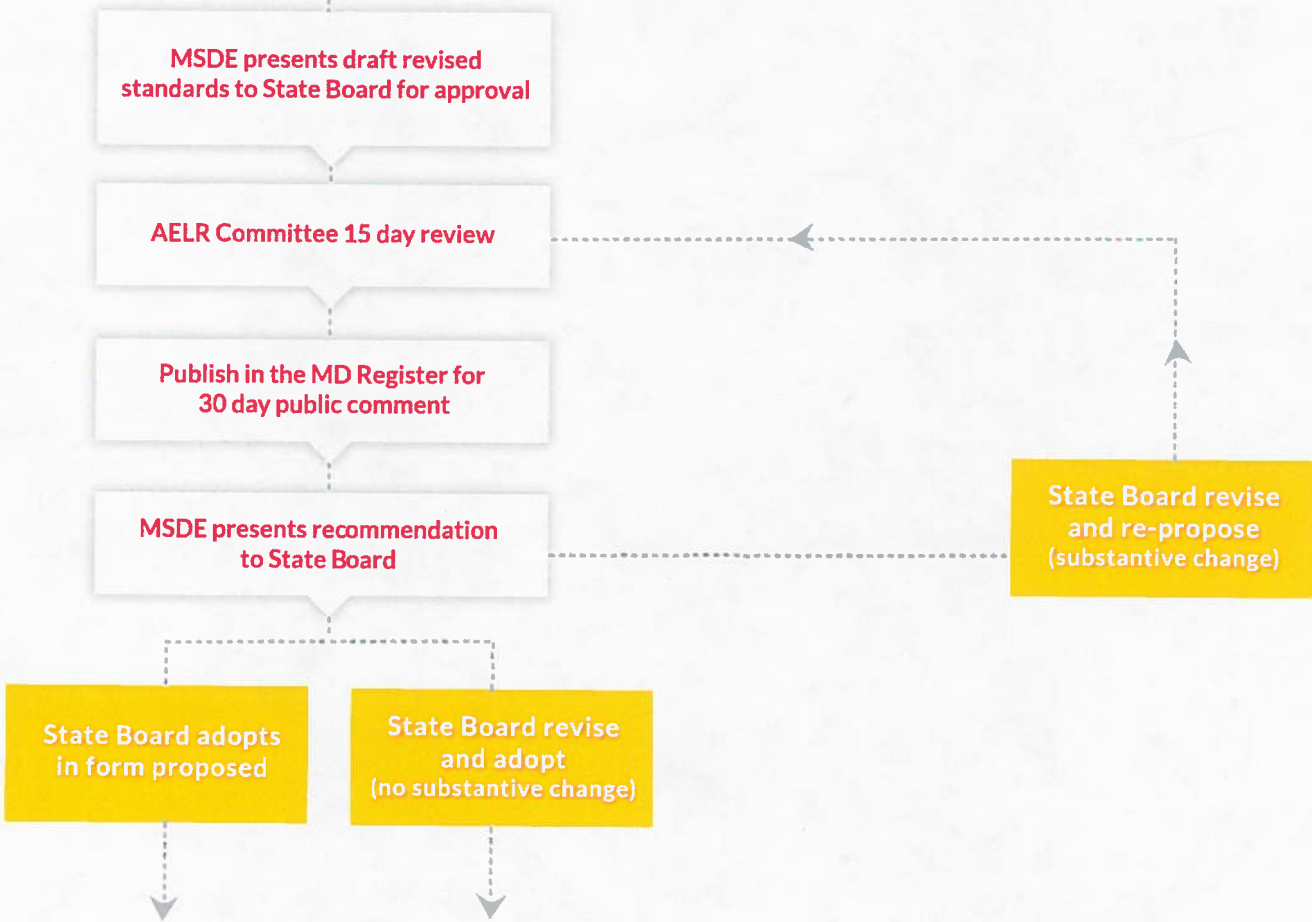 MSDE presents draft revised
standards to State Board for approval
AELR Committee 15 day review
Publish in the MD Register for
30 day public comment
MSDE presents recommendation
to State Board
State Board revise
and re-propose
(substantive change)
State Board adopts
in form proposed
State Board revise
and adopt
(no substantive change)